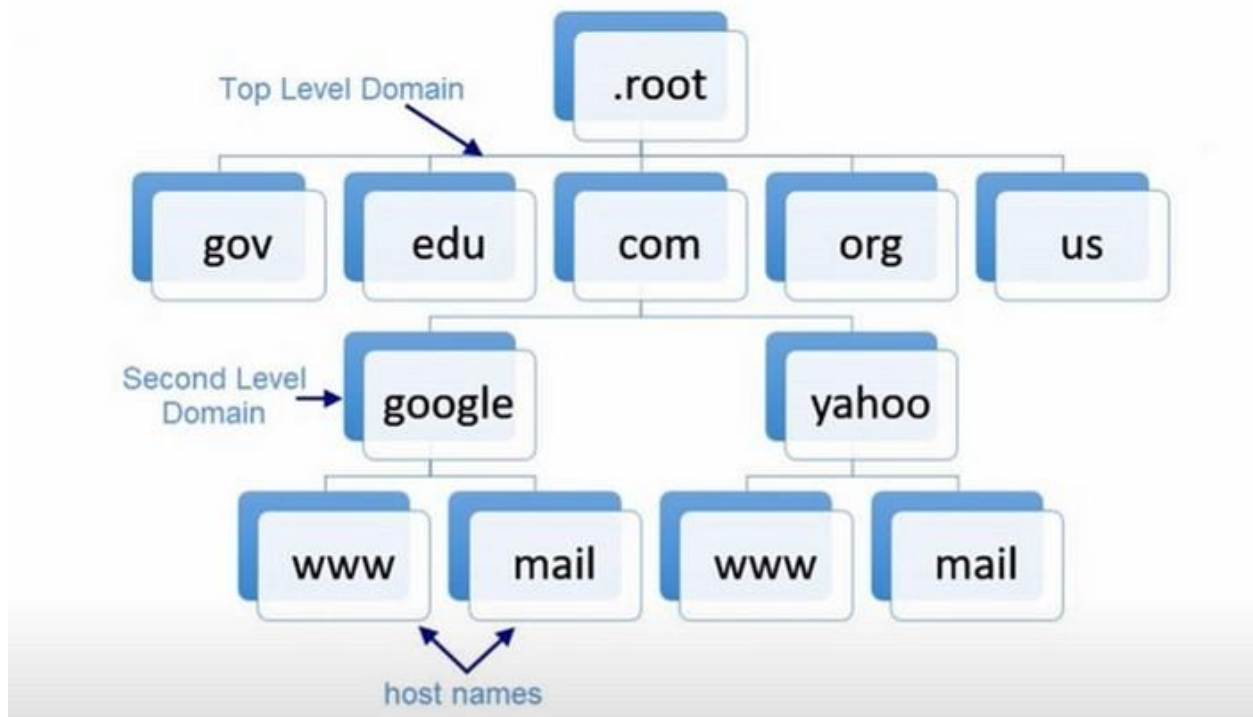 .root
Top Level Domain
gov
edu
com
org
us
Second Level
Domain
google
yahoo
www
mail
www
mail
host names